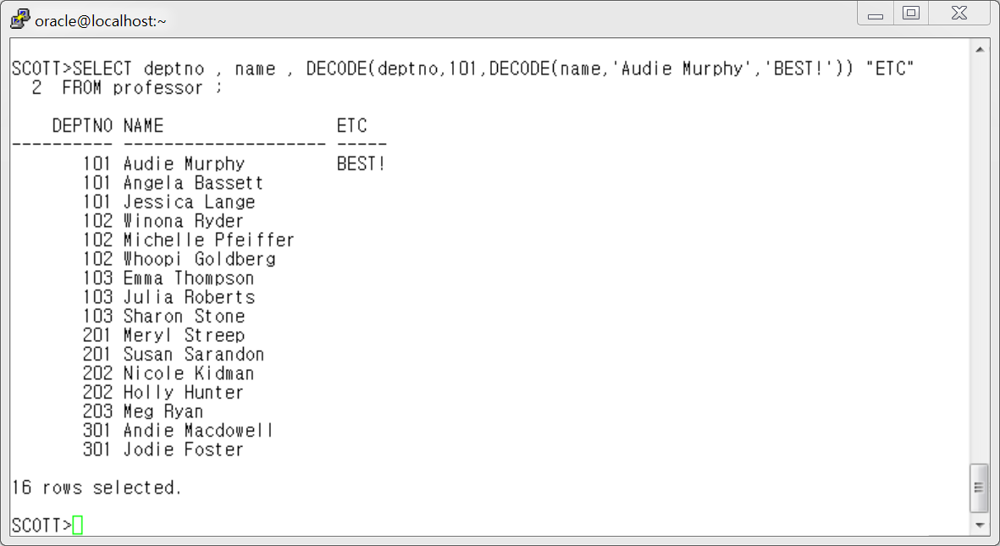 oracle@localhost:~
SCOTT>SELECT deptno , name , DECODE(deptno,101,DECODE(name,'Audie Murphy','BEST!')) "ETC"
  2  FROM professor ;
    DEPTNO NAME                 ETC
---------- -------------------- -----
       101 Audie Murphy         BEST!
       101 Angela Bassett
       101 Jessica Lange
       102 Winona Ryder
       102 Michelle Pfeiffer
       102 Whoopi Goldberg
       103 Emma Thompson
       103 Julia Roberts
       103 Sharon Stone
       201 Meryl Streep
       201 Susan Sarandon
       202 Nicole Kidman
       202 Holly Hunter
       203 Meg Ryan
       301 Andie Macdowell
       301 Jodie Foster
16 rows selected.
SCOTT>